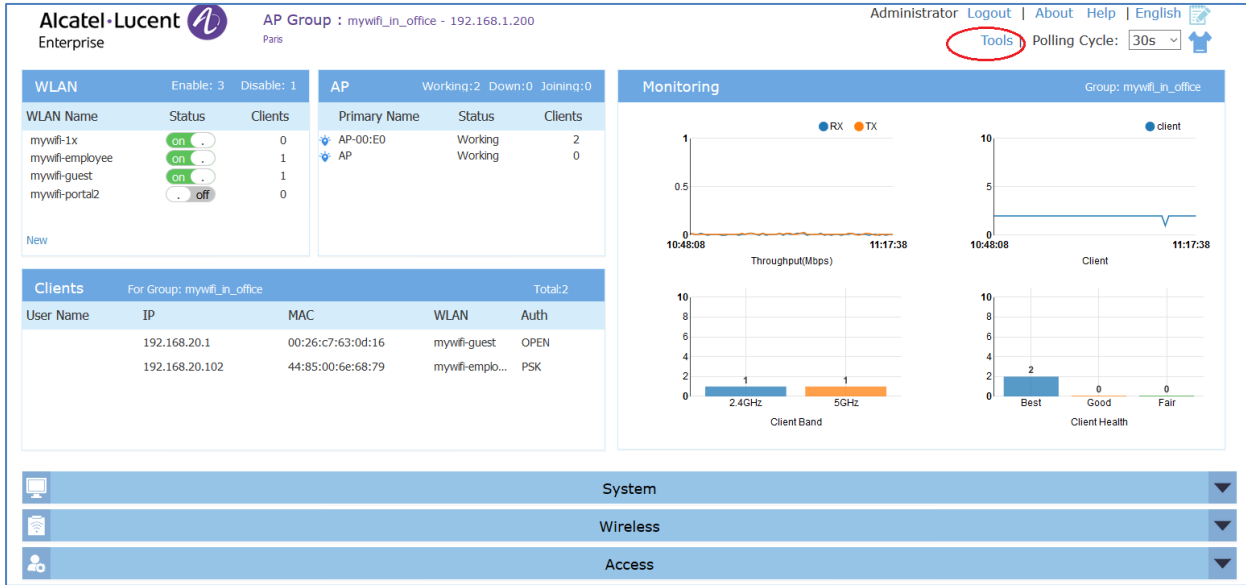 Alcatel·Lucent
Enterprise
AP Group : mywifi_in_office - 192.168.1.200
Paris
Administrator Logout | About Help | English
Tools | Polling Cycle: 30s
WLAN Enable: 3 Disable: 1
WLAN Name Status Clients
mywifi-1x on . 0
mywifi-employee on . 1
mywifi-guest on . 1
mywifi-portal2 . off 0
New
AP Working:2 Down:0 Joining:0
Primary Name Status Clients
AP-00:E0 Working 2
AP Working 0
Clients For Group: mywifi_in_office Total:2
User Name IP MAC WLAN Auth
192.168.20.1 00:26:c7:63:0d:16 mywifi-guest OPEN
192.168.20.102 44:85:00:6e:68:79 mywifi-emplo... PSK
Monitoring Group: mywifi_in_office
RX TX
1
0.5
0
10:48:08 11:17:38
Throughput(Mbps)
client
10
5
0
10:48:08 11:17:38
Client
10
8
6
4
2
0
1 1
2.4GHz 5GHz
Client Band
10
8
6
4
2
0
2 0 0
Best Good Fair
Client Health
System
Wireless
Access